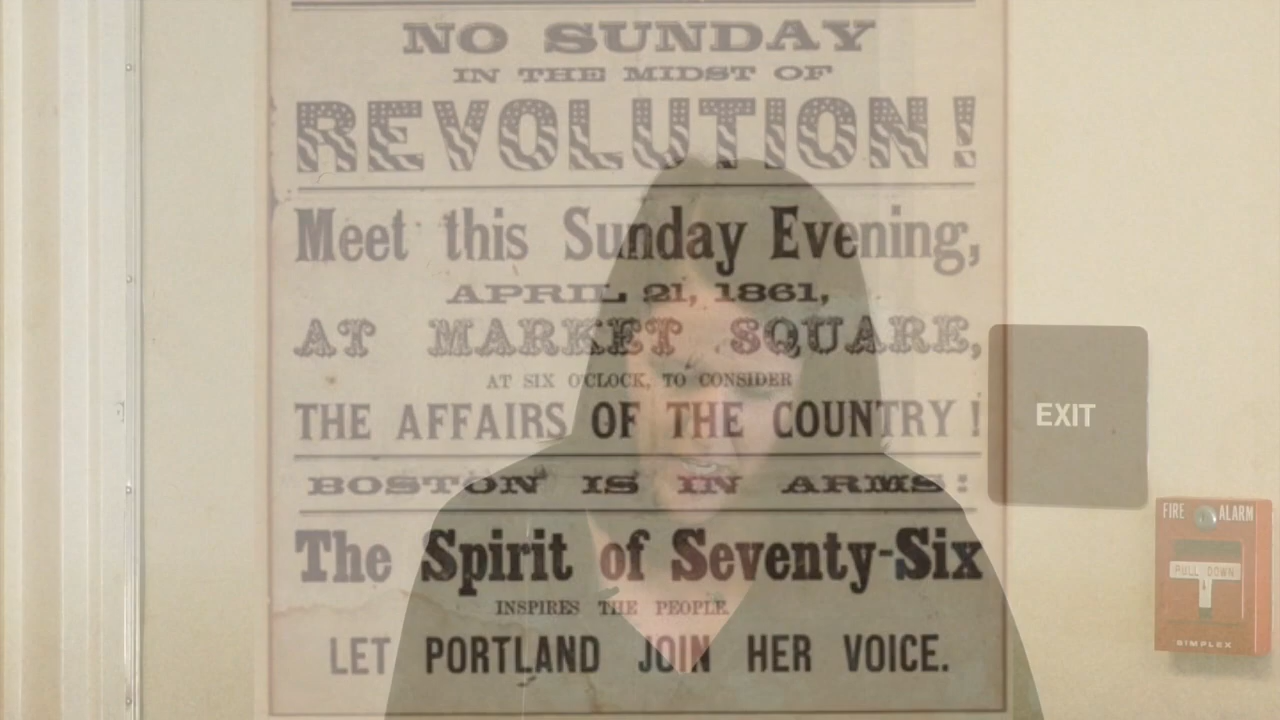 NO SUNDAY
IN THE MIDST OF
REVOLUTION!
Meet this Sunday Evening,
APRIL 21, 1861,
AT MARKET SQUARE,
AT SIX O'CLOCK, TO CONSIDER
THE AFFAIRS OF THE COUNTRY!
BOSTON IS IN ARMS:
The Spirit of Seventy-Six
INSPIRES THE PEOPLE.
LET PORTLAND JOIN HER VOICE.
EXIT
FIRE ALARM
PULL DOWN
SIMPLEX